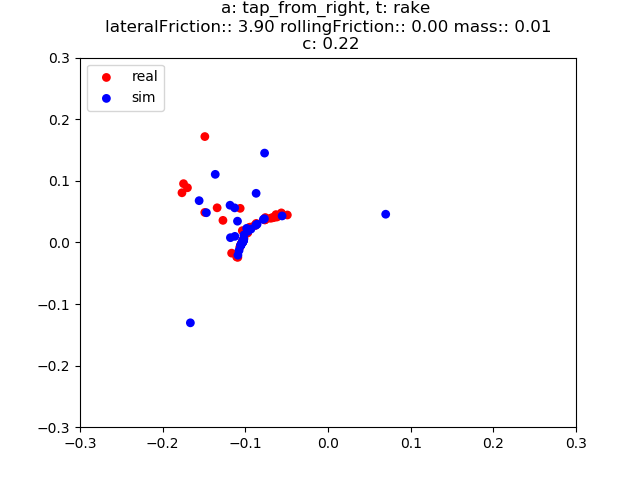 a: tap_from_right, t: rake
lateralFriction:: 3.90 rollingFriction:: 0.00 mass:: 0.01
c: 0.22
real
sim
0.3
0.2
0.1
0.0
−0.1
−0.2
−0.3
−0.3 −0.2 −0.1 0.0 0.1 0.2 0.3